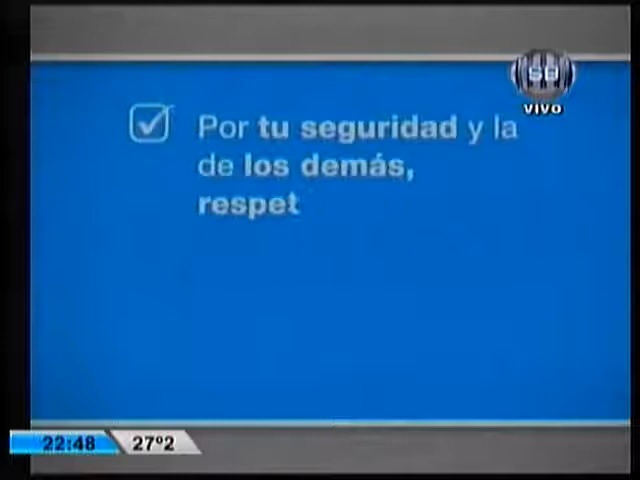 Por tu seguridad y la
de los demás,
respet
VIVO
22:48 27º2